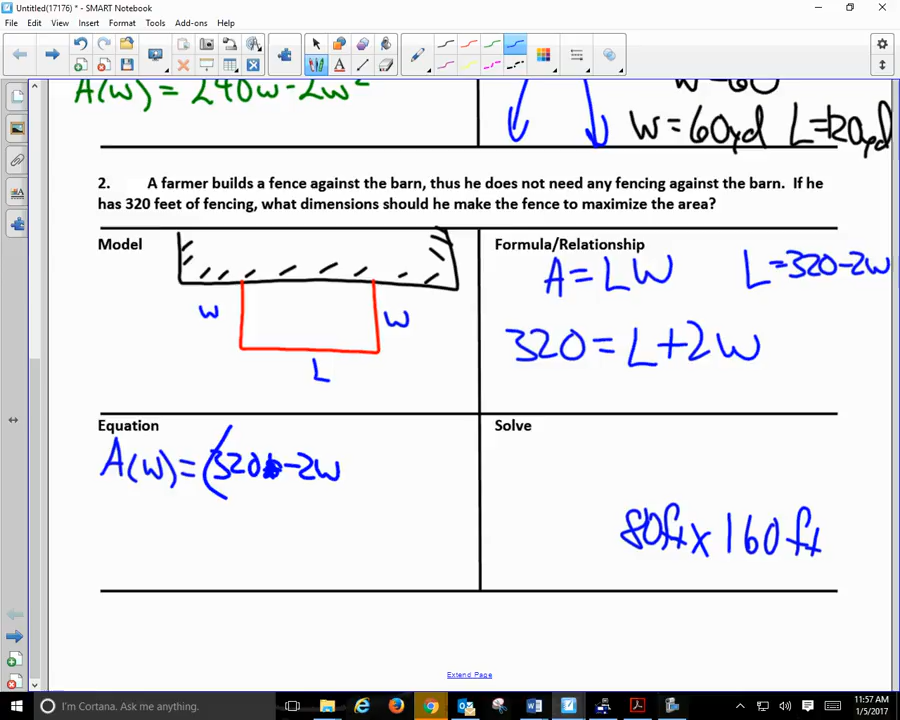 Untitled(17176) * - SMART Notebook
File Edit View Insert Format Tools Add-ons Help
A(w) = 240w - 2w²
w = 60
w = 60yd L = 120yd
2. A farmer builds a fence against the barn, thus he does not need any fencing against the barn. If he
has 320 feet of fencing, what dimensions should he make the fence to maximize the area?
Model
w
w
L
Formula/Relationship
A = LW L = 320 - 2w
320 = L + 2w
Equation
A(w) = (320 - 2w
Solve
80ft x 160 ft
Extend Page
I'm Cortana. Ask me anything.
11:57 AM
1/5/2017